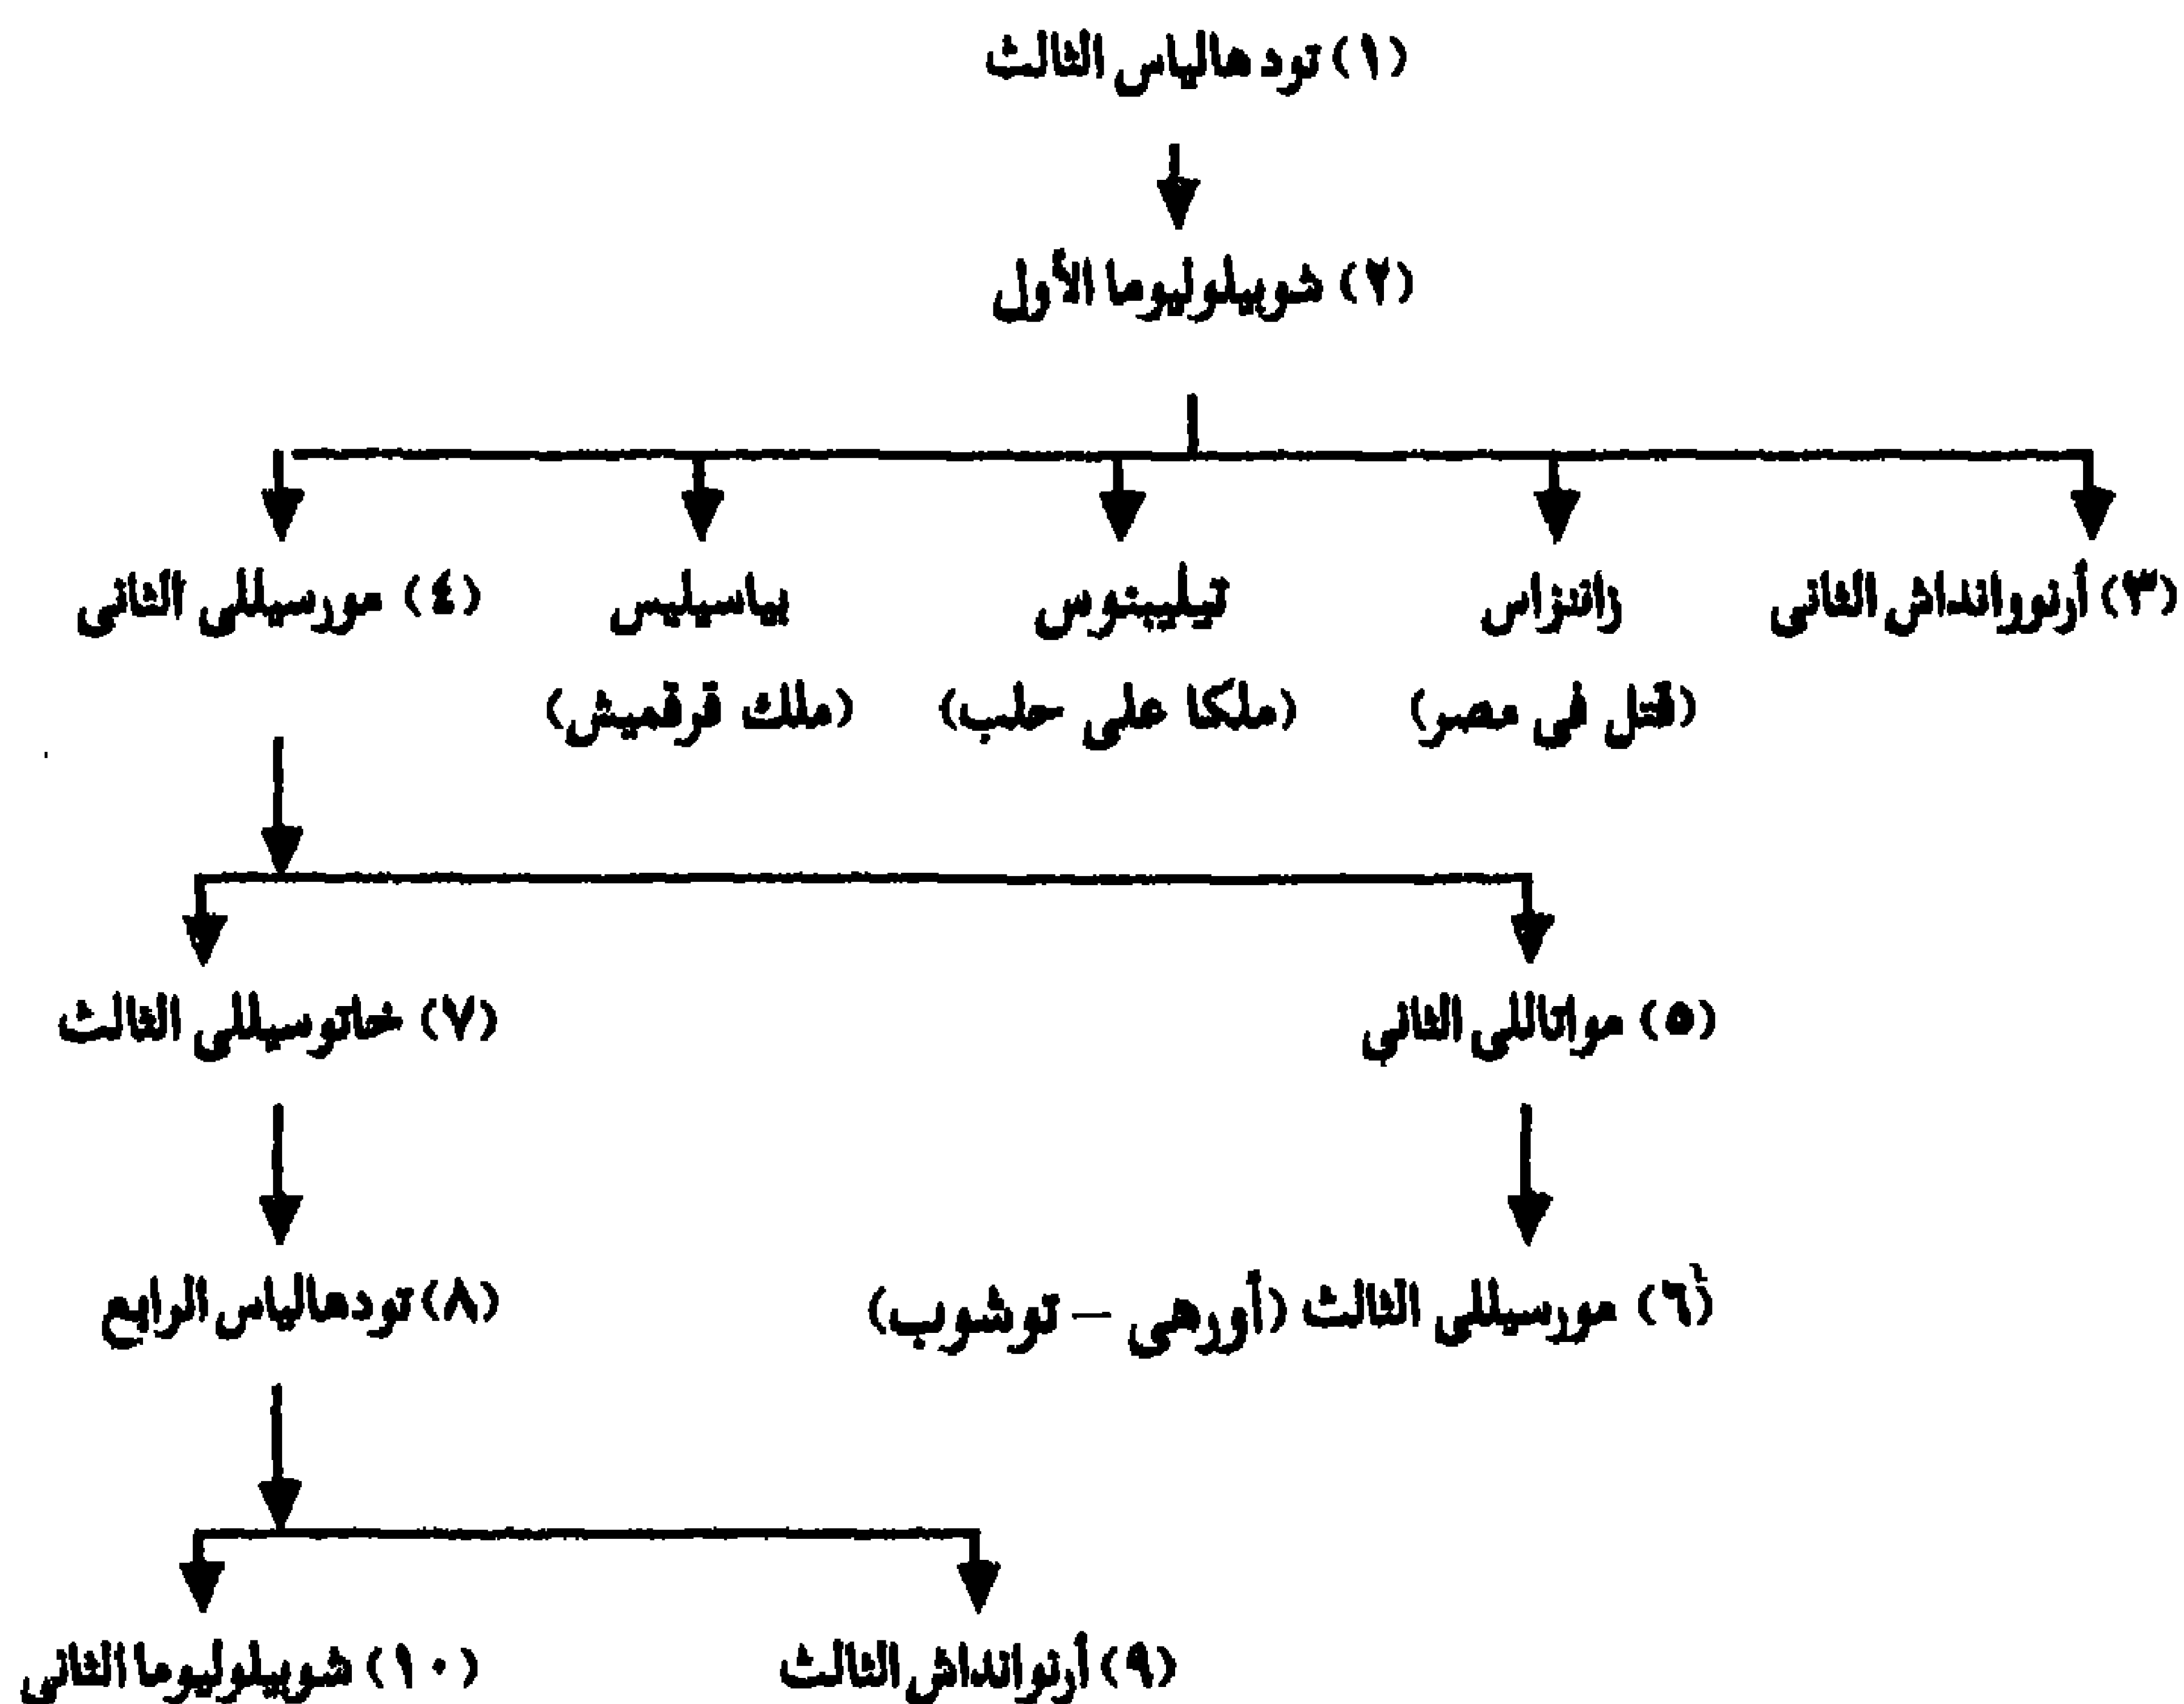 (١) تودهالياس الثالث
(٢) شوبيلوليوما الأول
(٣) أرنوواانداش الثانى
زاننزاس
تيليبنوس
بياسيليس
(٤) مورسيللى الثانى
(قتل فى مصر)
(ملكا على حلب)
(ملك قرقميش)
(٥) مواتاللى الثاني
(٧) خاتوسيللى الثالث
(٦) مورسيللى الثالث (أورهى – توشوب)
(٨) تودهالياس الرابع
(٩) أرنوانداش الثالث
(١٠) شوبيلوليوما الثانى